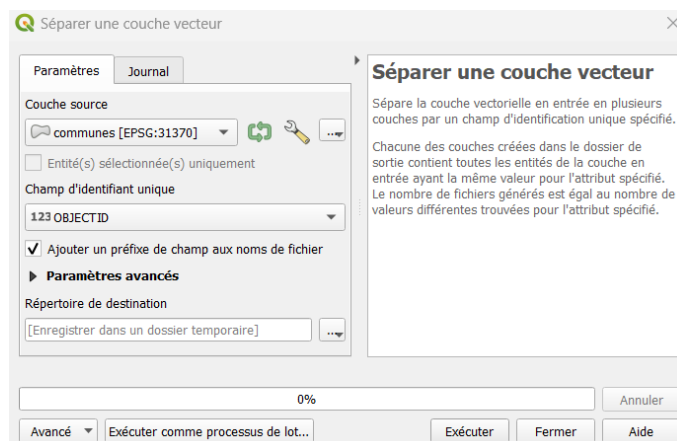 Séparer une couche vecteur
Paramètres
Journal
Couche source
communes [EPSG:31370]
...
Entité(s) sélectionnée(s) uniquement
Champ d'identifiant unique
123 OBJECTID
Ajouter un préfixe de champ aux noms de fichier
Paramètres avancés
Répertoire de destination
[Enregistrer dans un dossier temporaire]
...
Séparer une couche vecteur
Sépare la couche vectorielle en entrée en plusieurs
couches par un champ d'identification unique spécifié.
Chacune des couches créées dans le dossier de
sortie contient toutes les entités de la couche en
entrée ayant la même valeur pour l'attribut spécifié.
Le nombre de fichiers générés est égal au nombre de
valeurs différentes trouvées pour l'attribut spécifié.
0%
Annuler
Avancé
Exécuter comme processus de lot...
Exécuter
Fermer
Aide